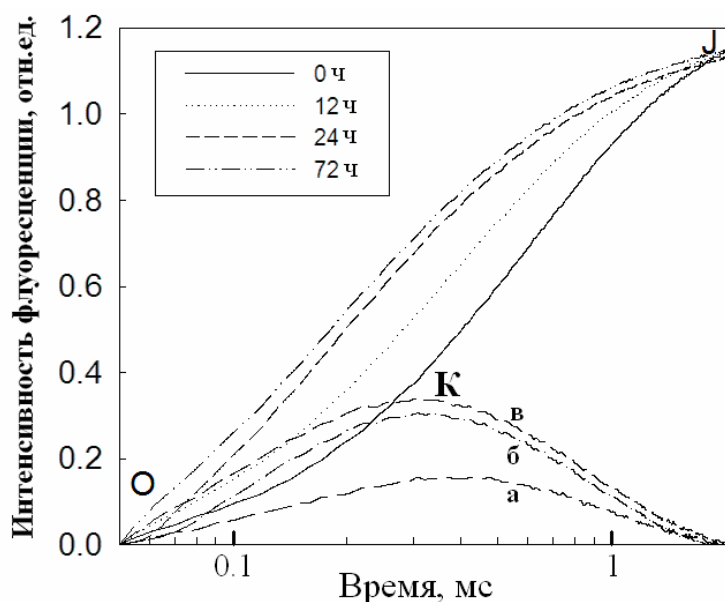 Интенсивность флуоресценции, отн.ед.
1.2
1.0
0.8
0.6
0.4
0.2
0.0
0 ч
12 ч
24 ч
72 ч
J
К
O
в
б
а
0.1
1
Время, мс